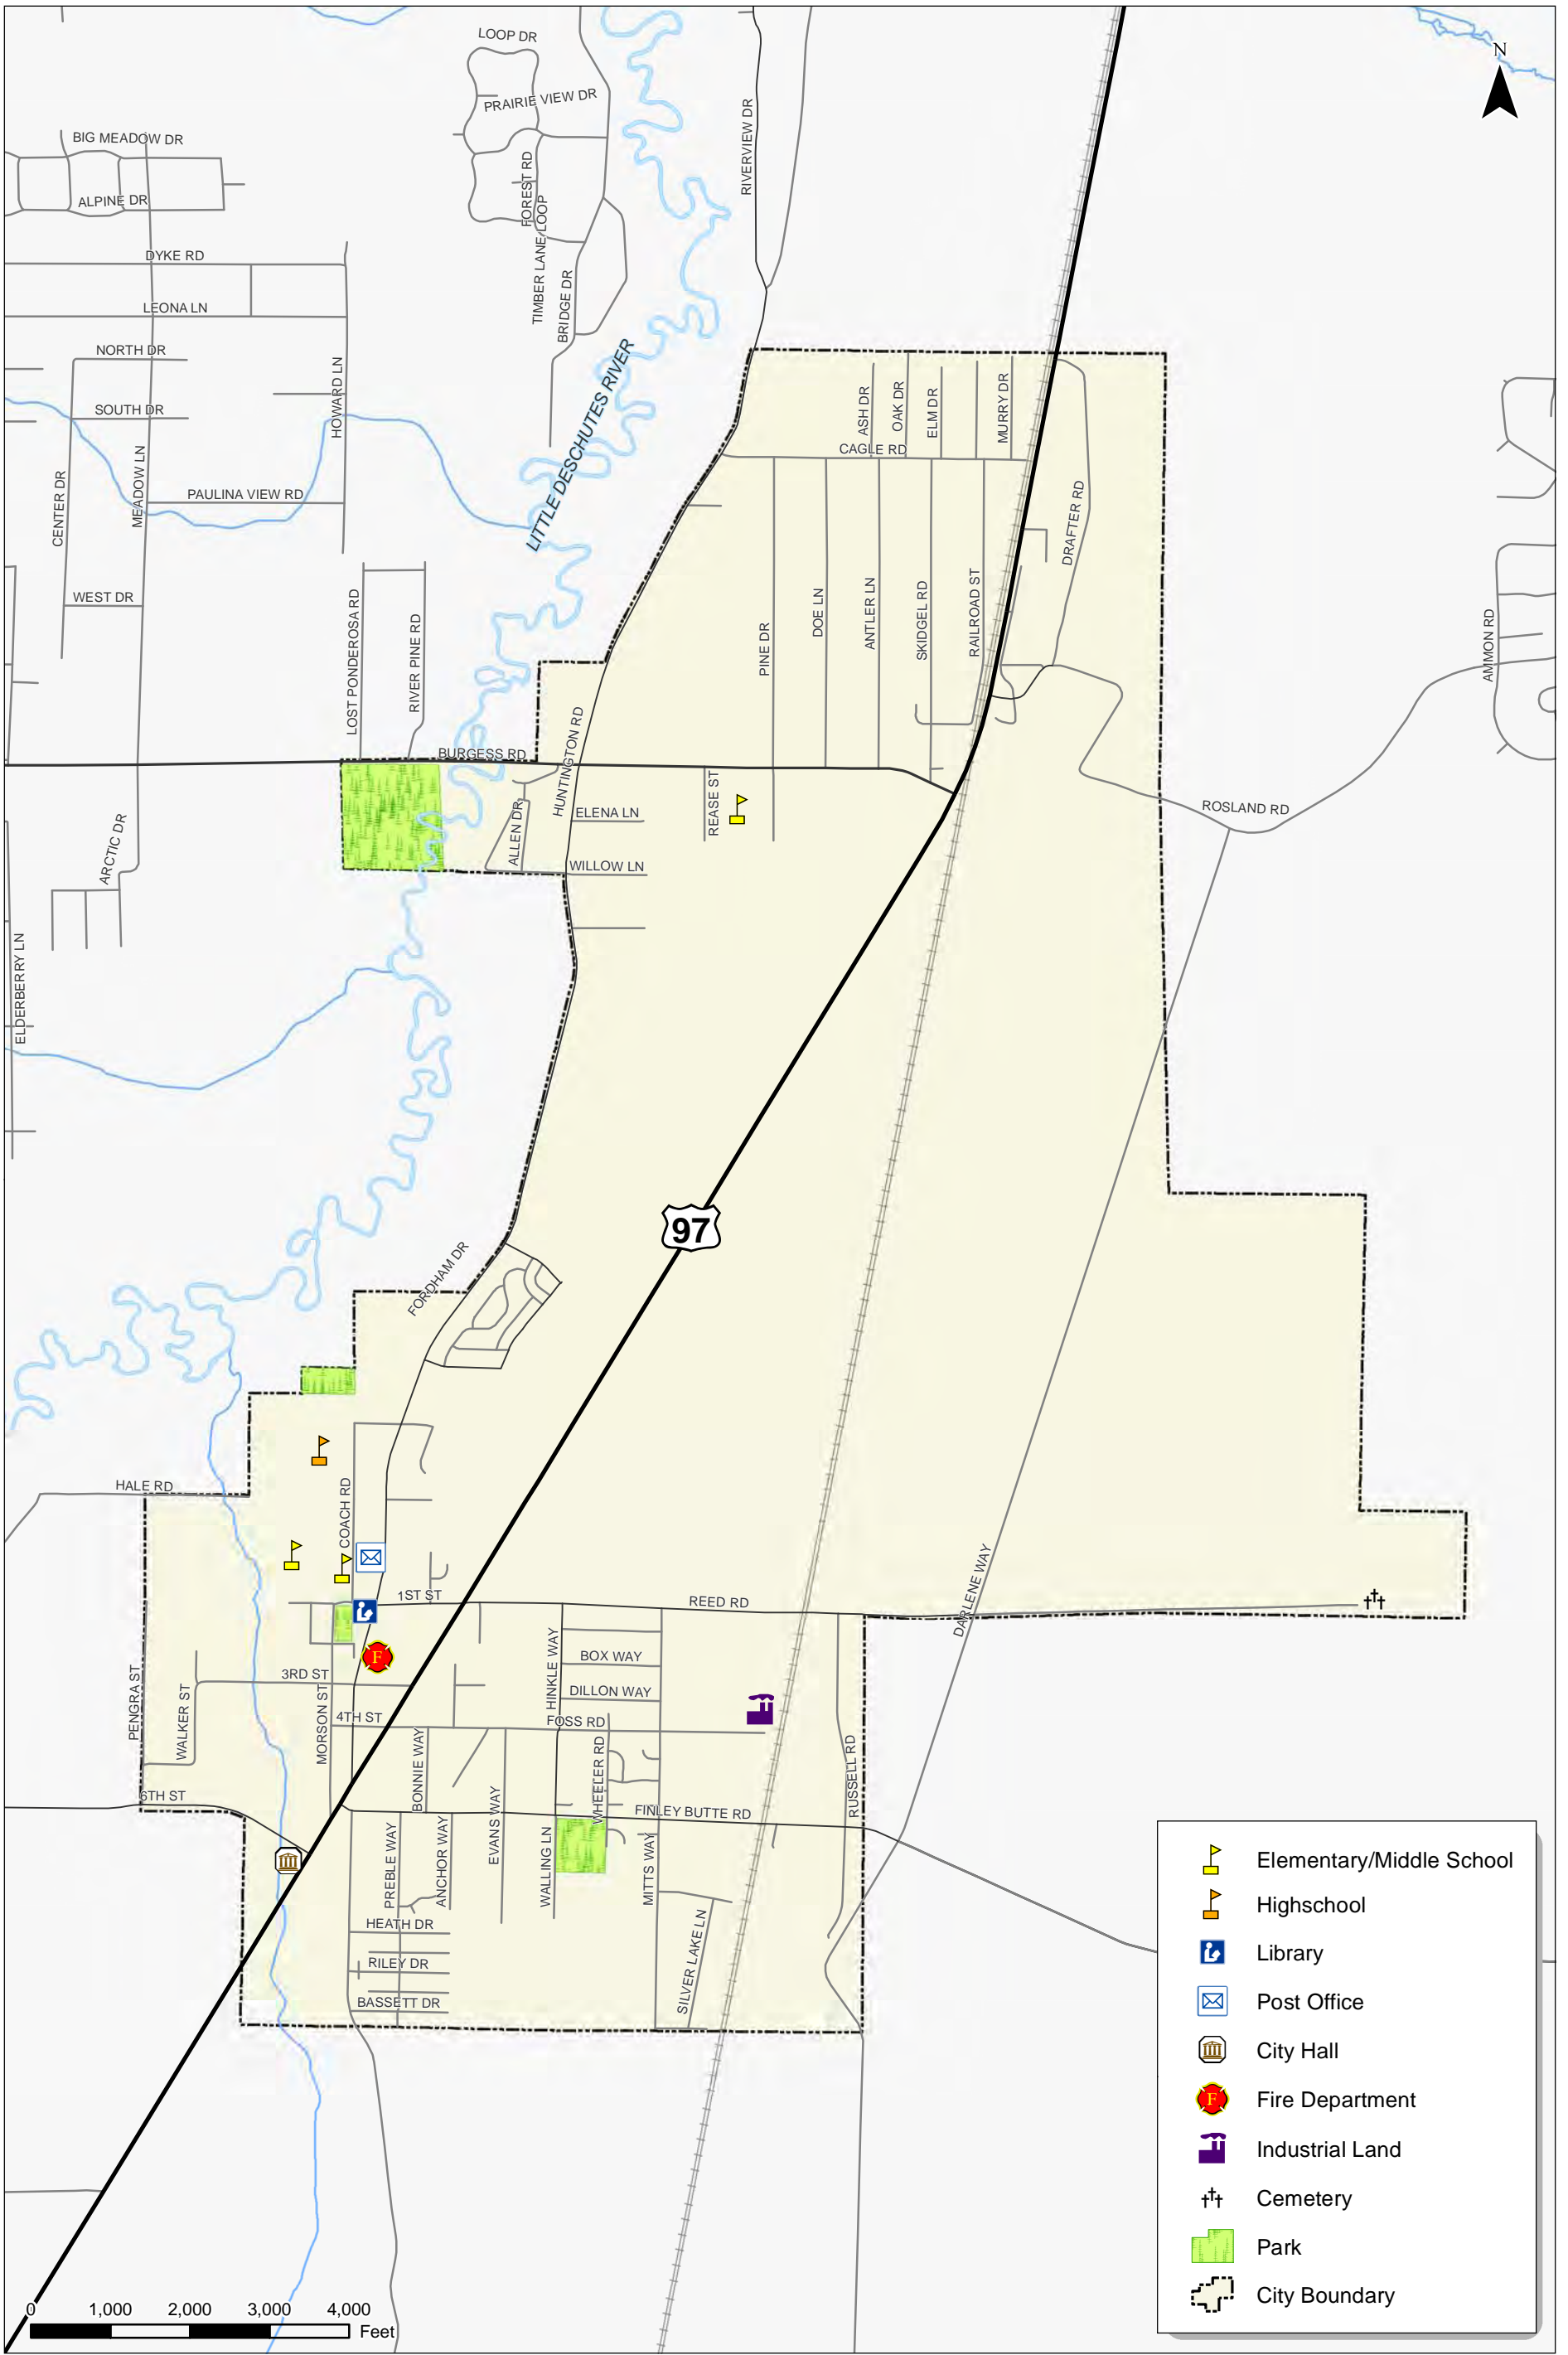 LOOP DR
N
PRAIRIE VIEW DR
RIVERVIEW DR
BIG MEADOW DR
FOREST RD
ALPINE DR
TIMBER LANE LOOP
DYKE RD
BRIDGE DR
LEONA LN
NORTH DR
HOWARD LN
LITTLE DESCHUTES RIVER
ASH DR
OAK DR
ELM DR
MURRY DR
SOUTH DR
CAGLE RD
CENTER DR
MEADOW LN
PAULINA VIEW RD
DRAFTER RD
WEST DR
LOST PONDEROSA RD
RIVER PINE RD
PINE DR
DOE LN
ANTLER LN
SKIDGEL RD
RAILROAD ST
AMMON RD
BURGESS RD
HUNTINGTON RD
REASE ST
ROSLAND RD
ELENA LN
ALLEN DR
ARCTIC DR
WILLOW LN
ELDERBERRY LN
97
FORDHAM DR
HALE RD
COACH RD
1ST ST
REED RD
DARLENE WAY
PENGRA ST
WALKER ST
3RD ST
MORSON ST
F
HINKLE WAY
BOX WAY
DILLON WAY
4TH ST
FOSS RD
BONNIE WAY
WHEELER RD
RUSSELL RD
6TH ST
EVANS WAY
FINLEY BUTTE RD
PREBLE WAY
ANCHOR WAY
WALLING LN
MITTS WAY
HEATH DR
SILVER LAKE LN
RILEY DR
BASSETT DR
Elementary/Middle School
Highschool
Library
Post Office
City Hall
F
Fire Department
Industrial Land
Cemetery
Park
City Boundary
0 1,000 2,000 3,000 4,000
Feet